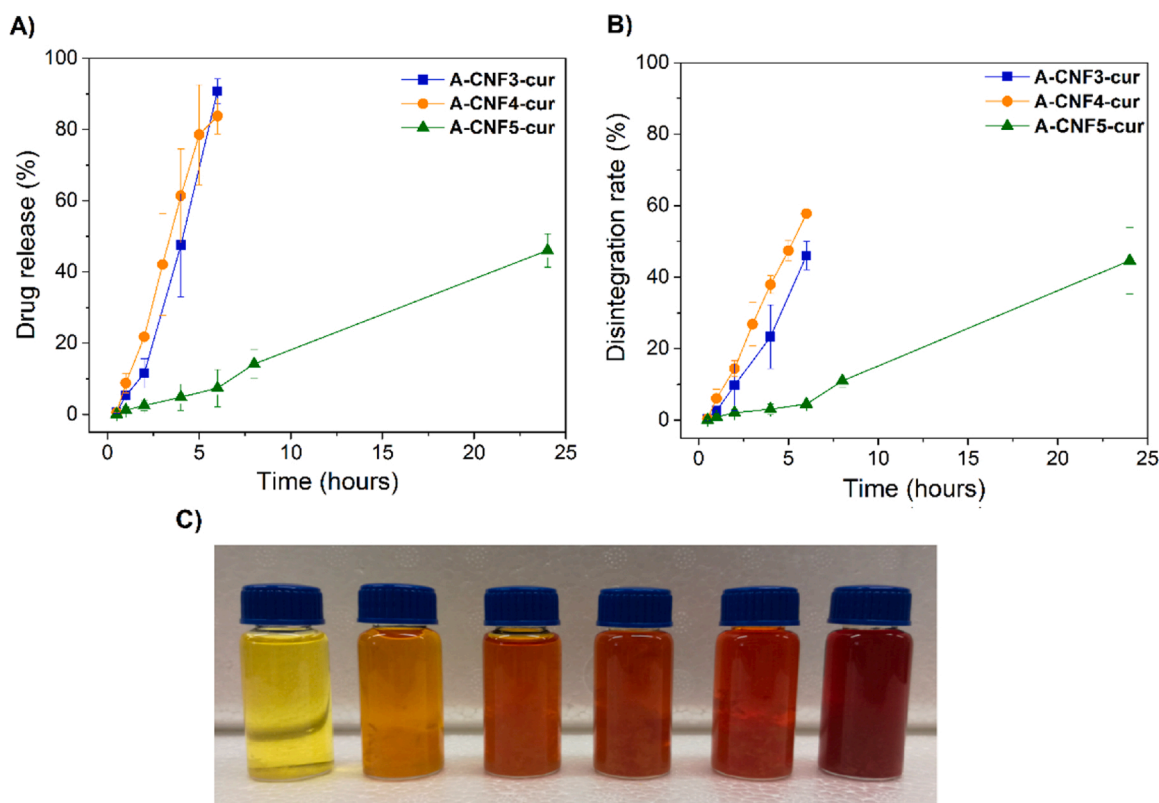 A)
100
80
60
40
20
0
Drug release (%)
A-CNF3-cur
A-CNF4-cur
A-CNF5-cur
0
5
10
15
20
25
Time (hours)
B)
100
80
60
40
20
0
Disintegration rate (%)
A-CNF3-cur
A-CNF4-cur
A-CNF5-cur
0
5
10
15
20
25
Time (hours)
C)